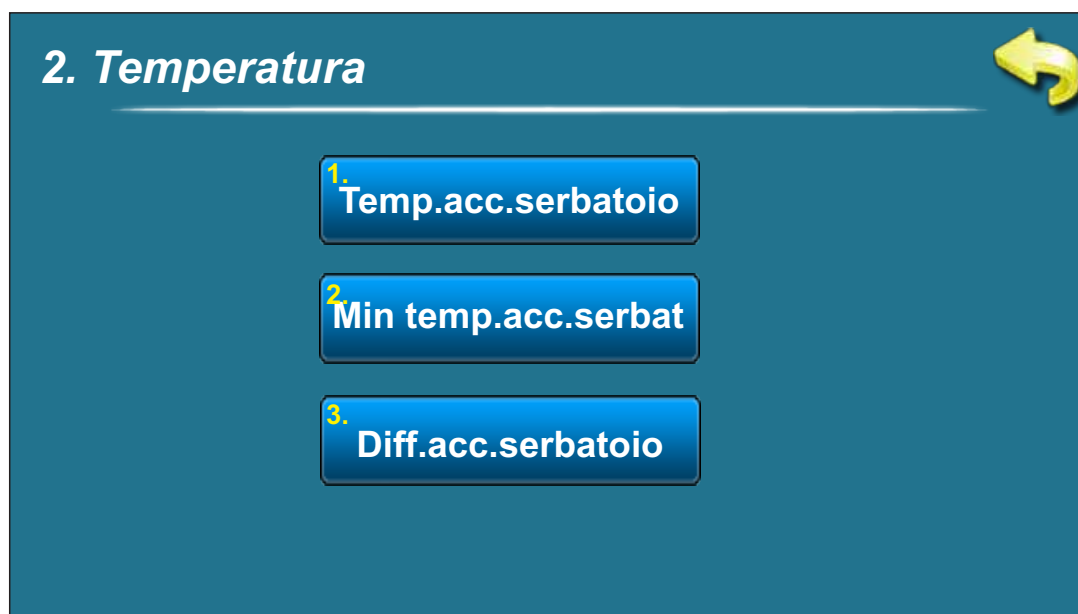 2. Temperatura
1.
Temp.acc.serbatoio
2.
Min temp.acc.serbat
3.
Diff.acc.serbatoio